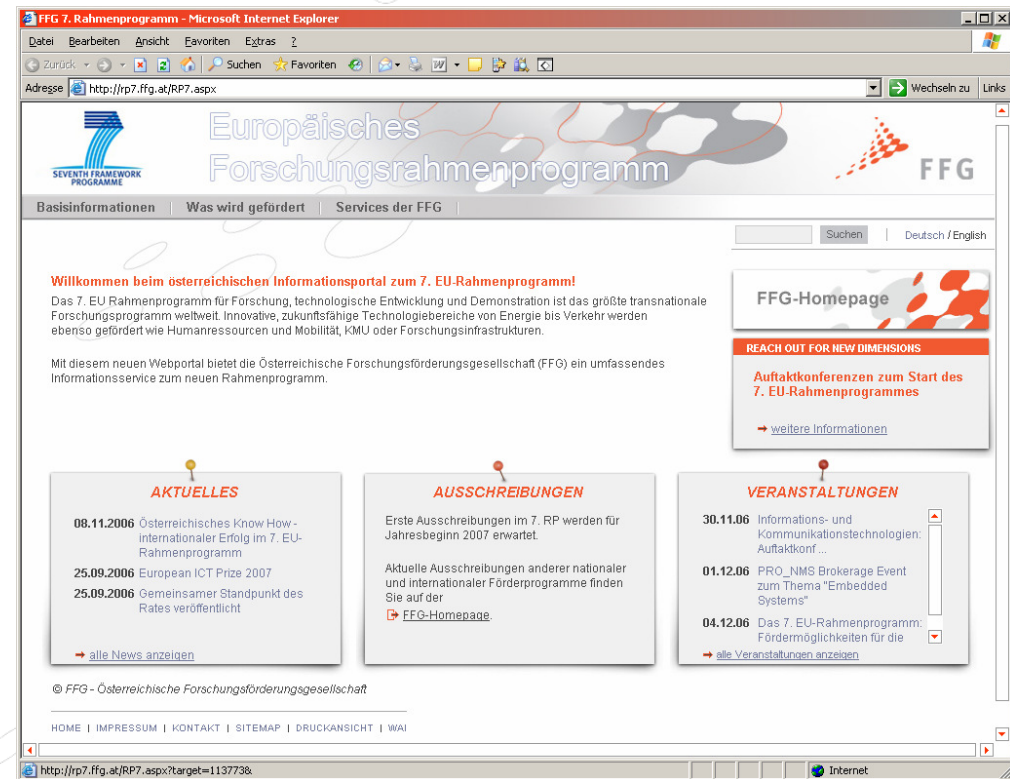 FFG 7. Rahmenprogramm - Microsoft Internet Explorer
Datei Bearbeiten Ansicht Favoriten Extras ?
Zurück Suchen Favoriten
Adresse http://rp7.ffg.at/RP7.aspx Wechseln zu Links
SEVENTH FRAMEWORK
PROGRAMME
Europäisches
Forschungsrahmenprogramm
FFG
Basisinformationen | Was wird gefördert | Services der FFG |
Suchen | Deutsch / English
Willkommen beim österreichischen Informationsportal zum 7. EU-Rahmenprogramm!
Das 7. EU Rahmenprogramm für Forschung, technologische Entwicklung und Demonstration ist das größte transnationale
Forschungsprogramm weltweit. Innovative, zukunftsfähige Technologiebereiche von Energie bis Verkehr werden
ebenso gefördert wie Humanressourcen und Mobilität, KMU oder Forschungsinfrastrukturen.
Mit diesem neuen Webportal bietet die Österreichische Forschungsförderungsgesellschaft (FFG) ein umfassendes
Informationsservice zum neuen Rahmenprogramm.
FFG-Homepage
REACH OUT FOR NEW DIMENSIONS
Auftaktkonferenzen zum Start des
7. EU-Rahmenprogrammes
weitere Informationen
AKTUELLES
08.11.2006 Österreichisches Know How -
internationaler Erfolg im 7. EU-
Rahmenprogramm
25.09.2006 European ICT Prize 2007
25.09.2006 Gemeinsamer Standpunkt des
Rates veröffentlicht
alle News anzeigen
AUSSCHREIBUNGEN
Erste Ausschreibungen im 7. RP werden für
Jahresbeginn 2007 erwartet.
Aktuelle Ausschreibungen anderer nationaler
und internationaler Förderprogramme finden
Sie auf der
FFG-Homepage.
VERANSTALTUNGEN
30.11.06 Informations- und
Kommunikationstechnologien:
Auftaktkonf ...
01.12.06 PRO_NMS Brokerage Event
zum Thema "Embedded
Systems"
04.12.06 Das 7. EU-Rahmenprogramm:
Fördermöglichkeiten für die
alle Veranstaltungen anzeigen
© FFG - Österreichische Forschungsförderungsgesellschaft
HOME | IMPRESSUM | KONTAKT | SITEMAP | DRUCKANSICHT | WAI
http://rp7.ffg.at/RP7.aspx?target=113773& Internet